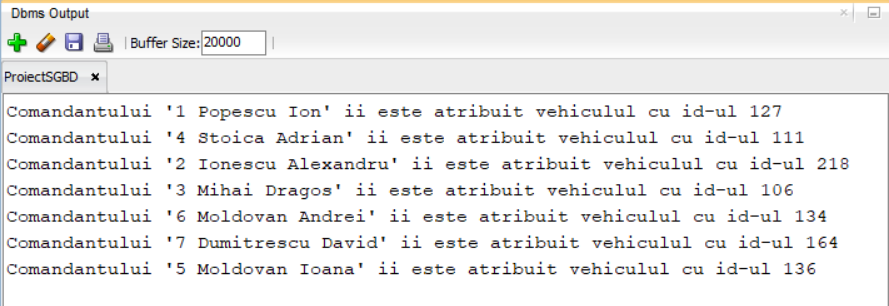 Dbms Output
Buffer Size: 20000
ProiectSGBD
Comandantului '1 Popescu Ion' ii este atribuit vehiculul cu id-ul 127
Comandantului '4 Stoica Adrian' ii este atribuit vehiculul cu id-ul 111
Comandantului '2 Ionescu Alexandru' ii este atribuit vehiculul cu id-ul 218
Comandantului '3 Mihai Dragos' ii este atribuit vehiculul cu id-ul 106
Comandantului '6 Moldovan Andrei' ii este atribuit vehiculul cu id-ul 134
Comandantului '7 Dumitrescu David' ii este atribuit vehiculul cu id-ul 164
Comandantului '5 Moldovan Ioana' ii este atribuit vehiculul cu id-ul 136